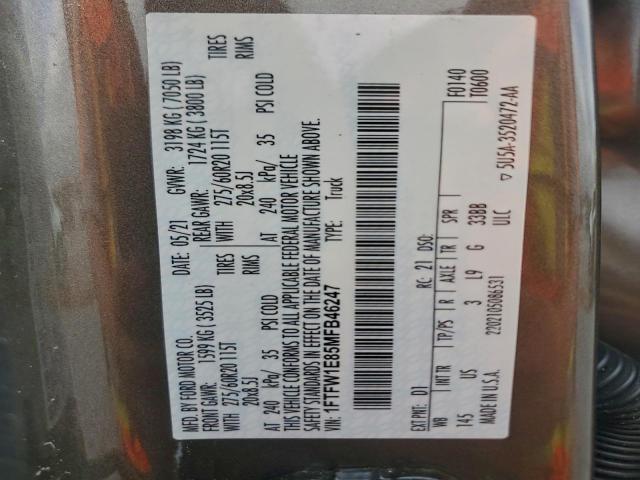 MFD. BY FORD MOTOR CO.
DATE: 05/21 GVWR: 3198 KG ( 7050 LB)
FRONT GAWR: 1599 KG ( 3525 LB) REAR GAWR: 1724 KG ( 3800 LB)
WITH 275/60R20 115T TIRES WITH 275/60R20 115T TIRES
20x8.5J RIMS 20x8.5J RIMS
AT 240 kPa/ 35 PSI COLD AT 240 kPa/ 35 PSI COLD
THIS VEHICLE CONFORMS TO ALL APPLICABLE FEDERAL MOTOR VEHICLE
SAFETY STANDARDS IN EFFECT ON THE DATE OF MANUFACTURE SHOWN ABOVE.
VIN: 1FTFW1E85MFB46247 TYPE: Truck
F0140
T0600
EXT PNT: D1 RC: 21 DSO:
WB INT TR TP/PS R AXLE TR SPR
145 US 3 L9 G 33BB
MADE IN U.S.A. ULC
2202105086531 ▽ 5U5A-3520472-AA